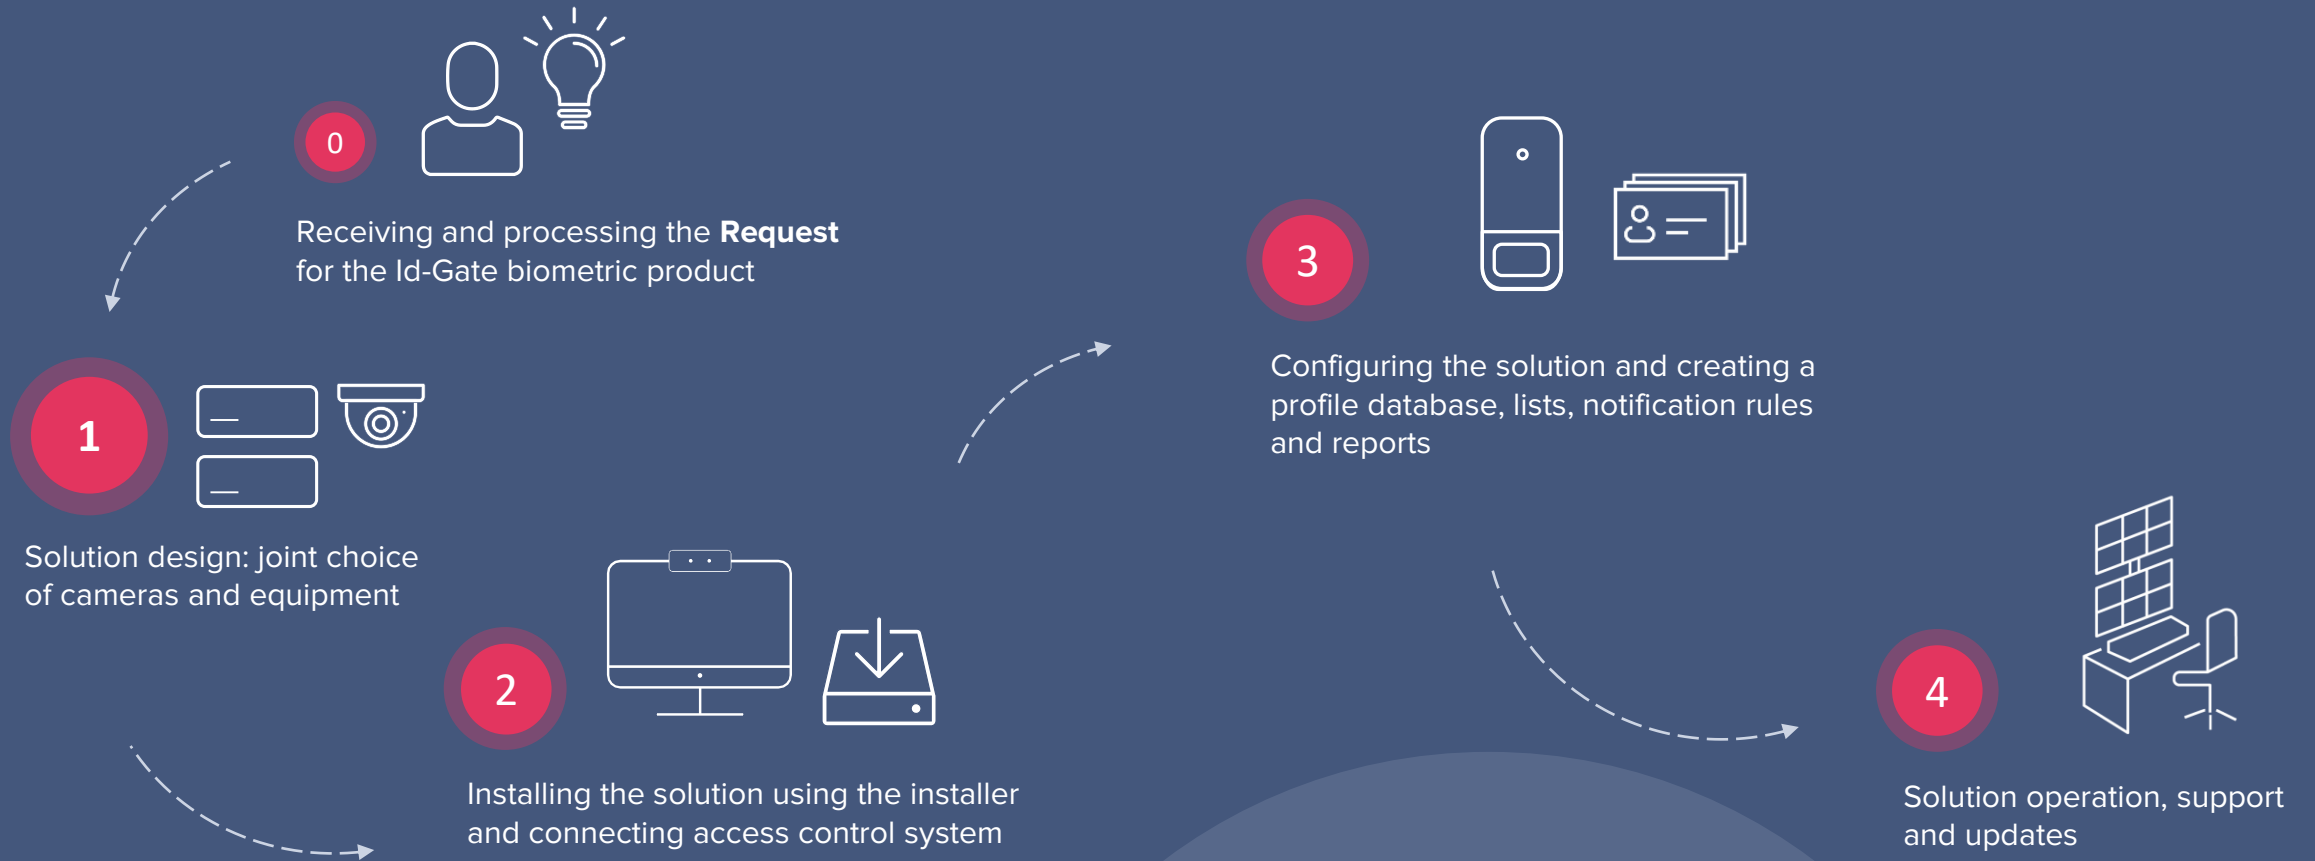 0
Receiving and processing the Request
for the Id-Gate biometric product
1
Solution design: joint choice
of cameras and equipment
2
Installing the solution using the installer
and connecting access control system
3
Configuring the solution and creating a
profile database, lists, notification rules
and reports
4
Solution operation, support
and updates